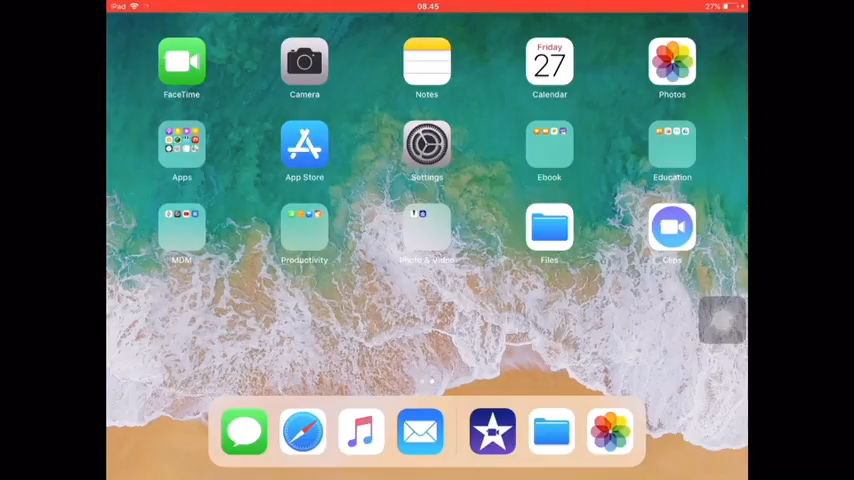 iPad
08.45
27%
FaceTime
Camera
Notes
Friday
27
Calendar
Photos
Apps
App Store
Settings
Ebook
Education
MDM
Productivity
Photo & Video
Files
Clips